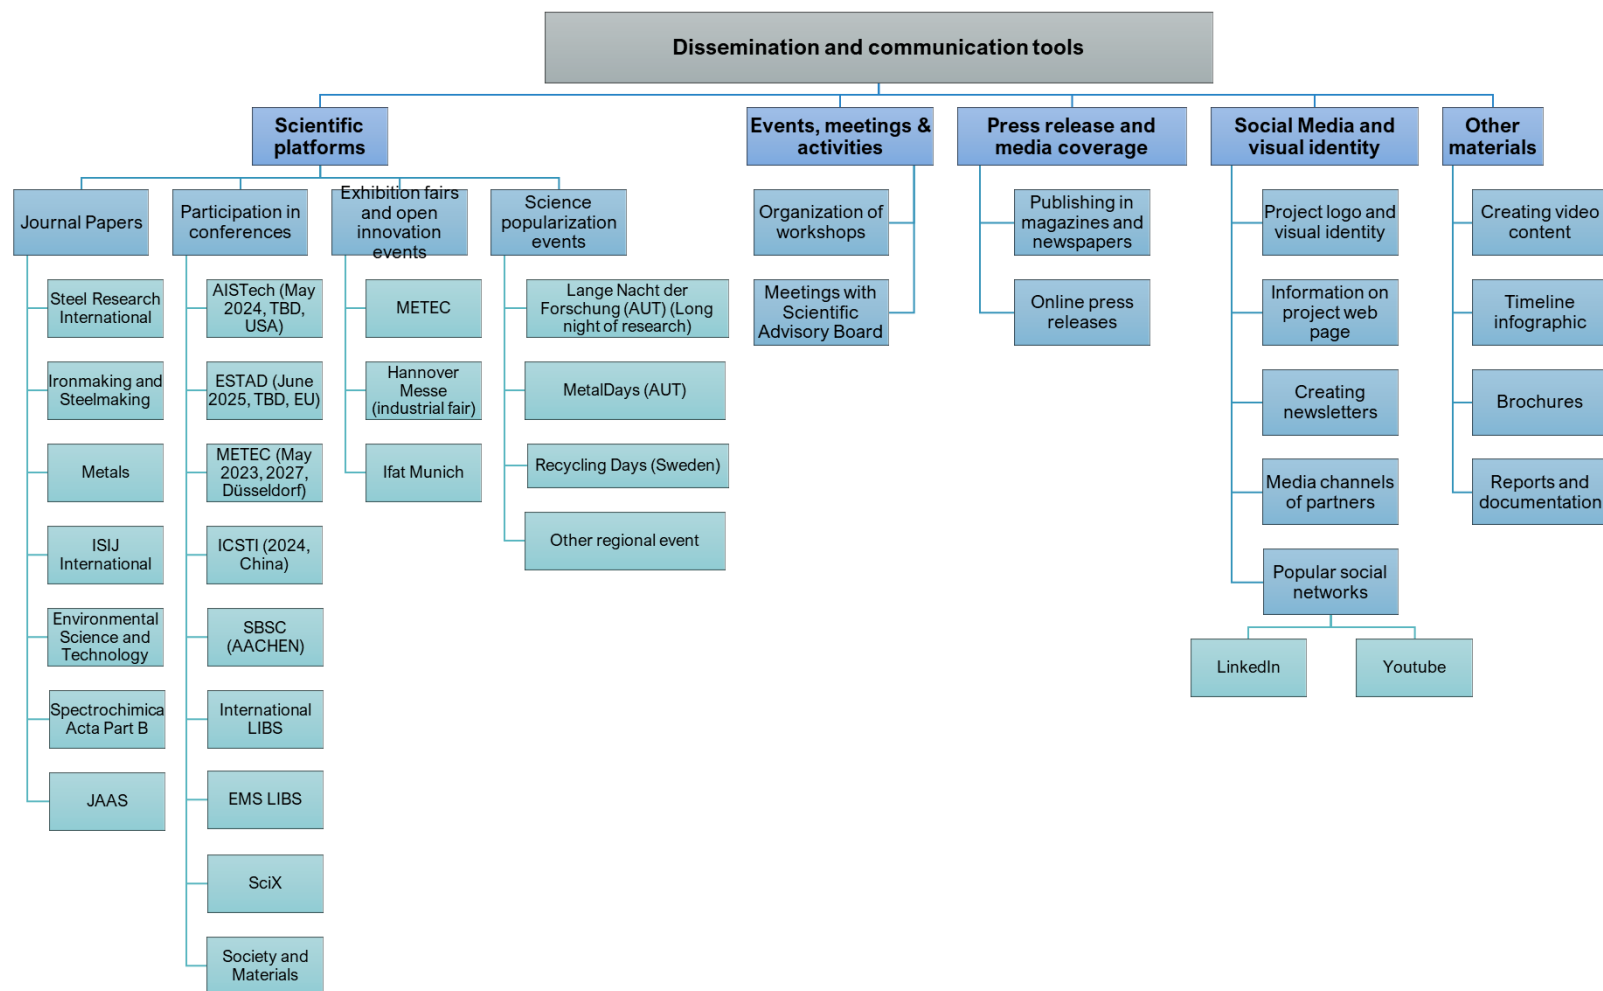 Dissemination and communication tools
Scientific
platforms
Events, meetings &
activities
Press release and
media coverage
Social Media and
visual identity
Other
materials
Journal Papers
Steel Research
International
Ironmaking and
Steelmaking
Metals
ISIJ
International
Environmental
Science and
Technology
Spectrochimica
Acta Part B
JAAS
Participation in
conferences
AISTech (May
2024, TBD,
USA)
ESTAD (June
2025, TBD, EU)
METEC (May
2023, 2027,
Düsseldorf)
ICSTI (2024,
China)
SBSC
(AACHEN)
International
LIBS
EMS LIBS
SciX
Society and
Materials
Exhibition fairs
and open
innovation
events
METEC
Hannover
Messe
(industrial fair)
Ifat Munich
Science
popularization
events
Lange Nacht der
Forschung (AUT) (Long
night of research)
MetalDays (AUT)
Recycling Days (Sweden)
Other regional event
Organization of
workshops
Meetings with
Scientific
Advisory Board
Publishing in
magazines and
newspapers
Online press
releases
Project logo and
visual identity
Information on
project web
page
Creating
newsletters
Media channels
of partners
Popular social
networks
LinkedIn
Youtube
Creating video
content
Timeline
infographic
Brochures
Reports and
documentation